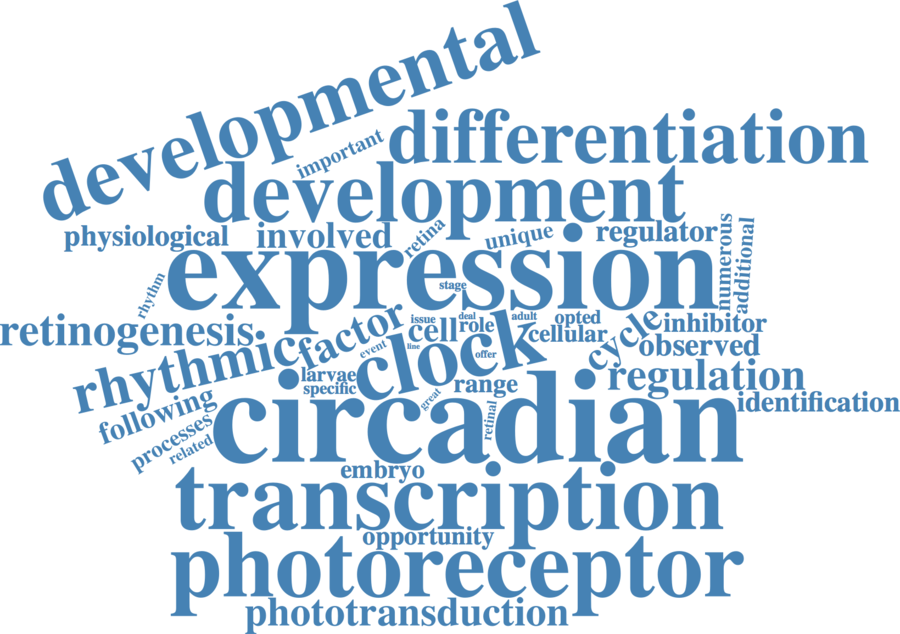 developmental
important
differentiation
development
physiological
involved
retina
unique
regulator
numerous
additional
expression
rhythm
stage
retinogenesis
rhythmic
factor
issue
cell
deal
role
adult
opted
cellular
cycle
inhibitor
observed
event
line
clock
offer
larvae
specific
range
great
regulation
following
circadian
retinal
identification
processes
related
embryo
transcription
opportunity
photoreceptor
phototransduction